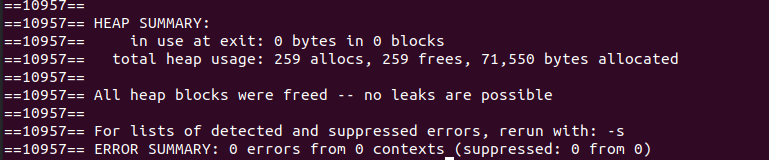 ==10957==
==10957== HEAP SUMMARY:
==10957==     in use at exit: 0 bytes in 0 blocks
==10957==   total heap usage: 259 allocs, 259 frees, 71,550 bytes allocated
==10957==
==10957== All heap blocks were freed -- no leaks are possible
==10957==
==10957== For lists of detected and suppressed errors, rerun with: -s
==10957== ERROR SUMMARY: 0 errors from 0 contexts (suppressed: 0 from 0)